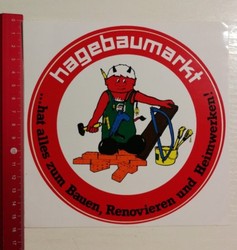 hagebaumarkt
...hat alles zum Bauen, Renovieren und Heimwerken!